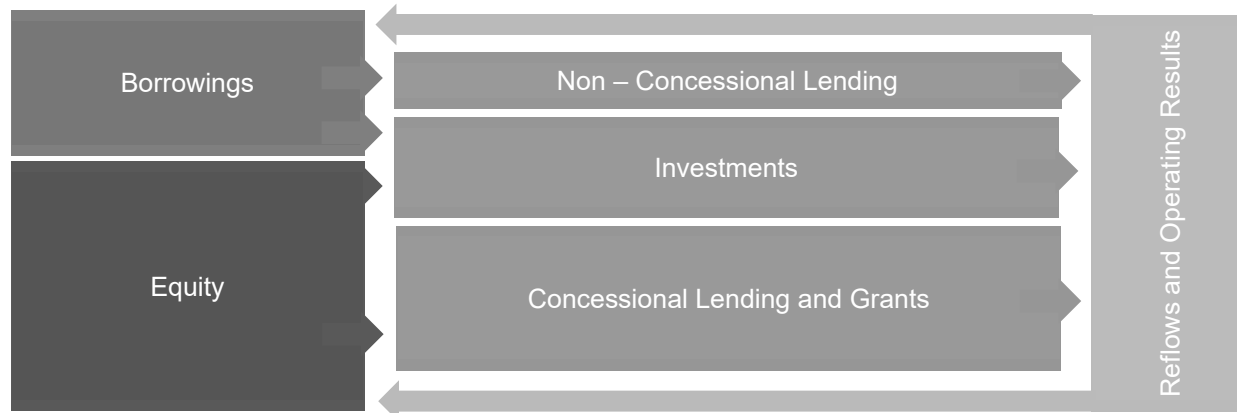 Borrowings
Non – Concessional Lending
Investments
Equity
Concessional Lending and Grants
Reflows and Operating Results